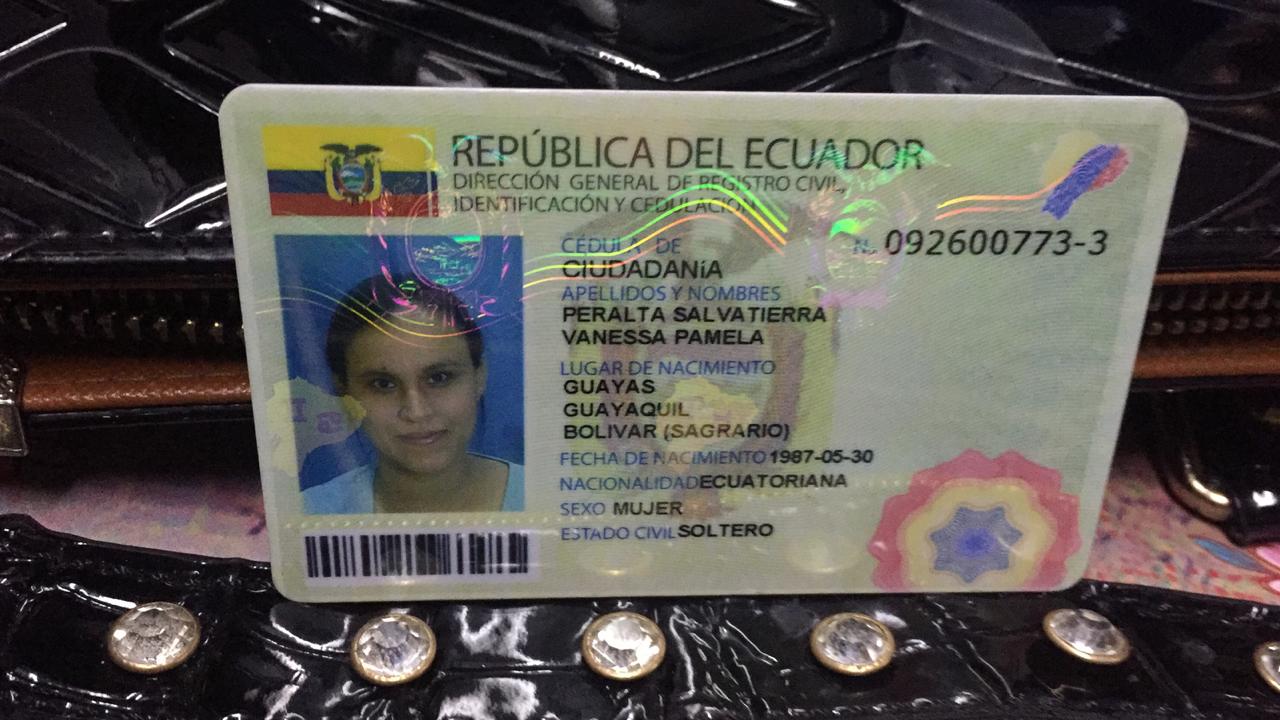 REPÚBLICA DEL ECUADOR
DIRECCIÓN GENERAL DE REGISTRO CIVIL,
IDENTIFICACIÓN Y CEDULACIÓN
CÉDULA DE
CIUDADANíA
No. 092600773-3
APELLIDOS Y NOMBRES
PERALTA SALVATIERRA
VANESSA PAMELA
LUGAR DE NACIMIENTO
GUAYAS
GUAYAQUIL
BOLIVAR (SAGRARIO)
FECHA DE NACIMIENTO 1987-05-30
NACIONALIDAD ECUATORIANA
SEXO MUJER
ESTADO CIVIL SOLTERO